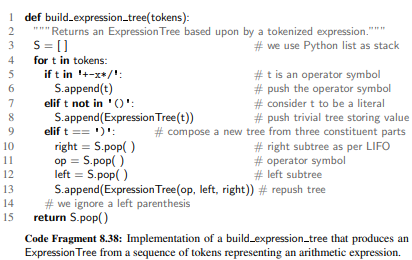 1 def build_expression_tree(tokens):
2 """Returns an ExpressionTree based upon by a tokenized expression."""
3 S = [ ] # we use Python list as stack
4 for t in tokens:
5 if t in '+-x*/': # t is an operator symbol
6 S.append(t) # push the operator symbol
7 elif t not in '()': # consider t to be a literal
8 S.append(ExpressionTree(t)) # push trivial tree storing value
9 elif t == ')': # compose a new tree from three constituent parts
10 right = S.pop( ) # right subtree as per LIFO
11 op = S.pop( ) # operator symbol
12 left = S.pop( ) # left subtree
13 S.append(ExpressionTree(op, left, right)) # repush tree
14 # we ignore a left parenthesis
15 return S.pop( )
Code Fragment 8.38: Implementation of a build_expression_tree that produces an
ExpressionTree from a sequence of tokens representing an arithmetic expression.